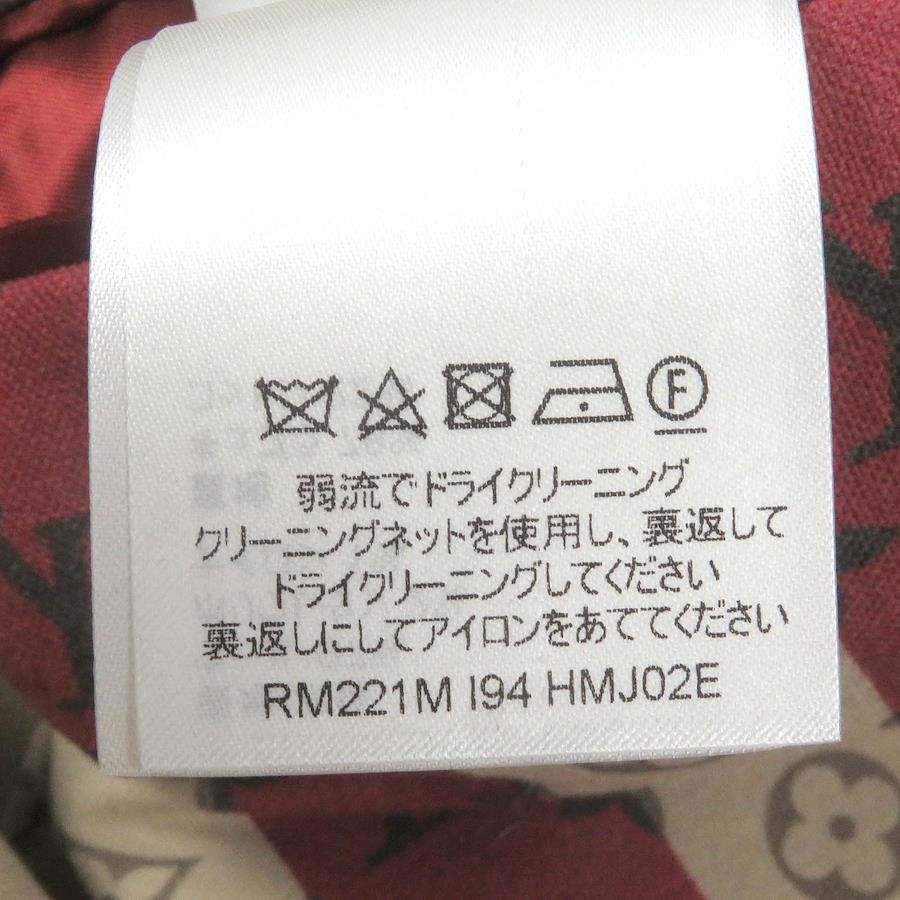 F
弱流でドライクリーニング
クリーニングネットを使用し、裏返して
ドライクリーニングしてください
裏返しにしてアイロンをあててください
RM221M I94 HMJ02E